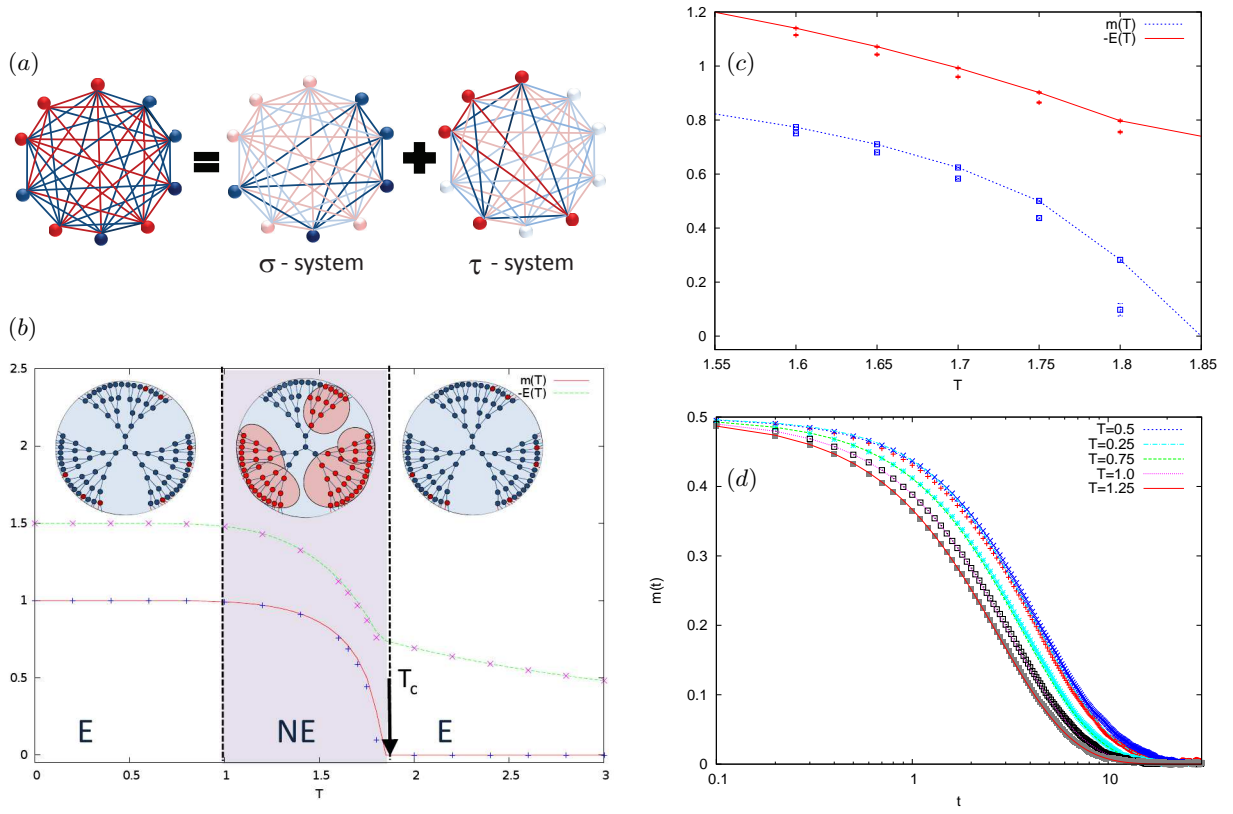 (a)
σ - system
τ - system
(b)
2.5
2
1.5
1
0.5
0
m(T)
-E(T)
T_c
E
NE
E
0
0.5
1
1.5
2
2.5
3
T
(c)
1.2
1
0.8
0.6
0.4
0.2
0
m(T)
-E(T)
1.55
1.6
1.65
1.7
1.75
1.8
1.85
T
(d)
0.5
0.4
0.3
0.2
0.1
0
m(t)
T=0.5
T=0.25
T=0.75
T=1.0
T=1.25
0.1
1
10
t